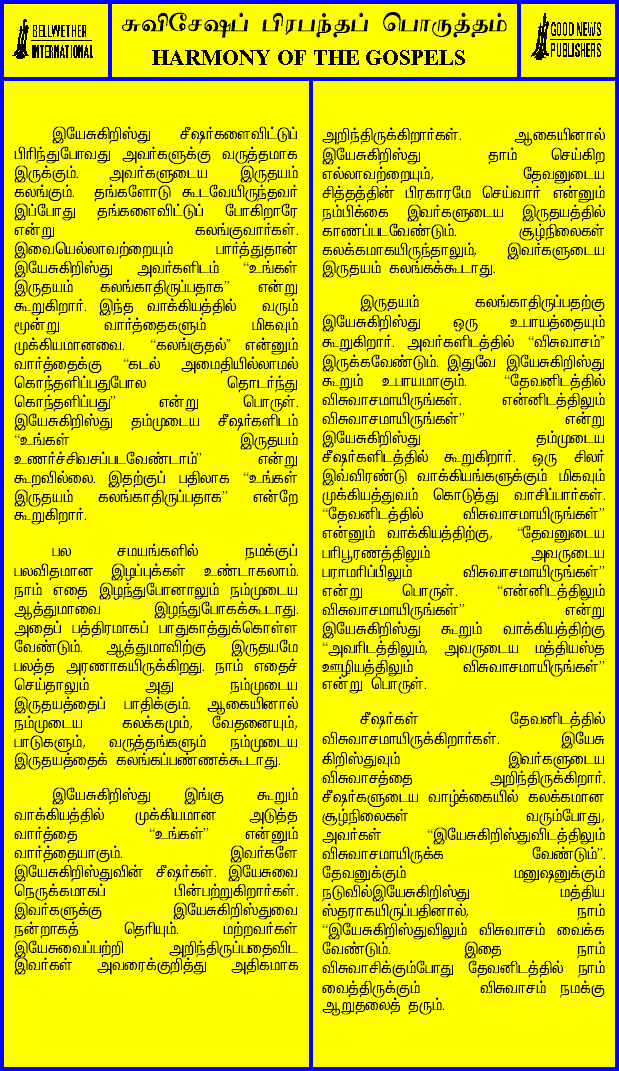 BELLWETHER
INTERNATIONAL
சுவிசேஷப் பிரபந்தப் பொருத்தம்
HARMONY OF THE GOSPELS
GOOD NEWS
PUBLISHERS
இயேசுகிறிஸ்து சீஷர்களைவிட்டுப்
பிரிந்துபோவது அவர்களுக்கு வருத்தமாக
இருக்கும். அவர்களுடைய இருதயம்
கலங்கும். தங்களோடு கூடவேயிருந்தவர்
இப்போது தங்களைவிட்டுப் போகிறாரே
என்று கலங்குவார்கள்.
இவையெல்லாவற்றையும் பார்த்துதான்
இயேசுகிறிஸ்து அவர்களிடம் “உங்கள்
இருதயம் கலங்காதிருப்பதாக” என்று
கூறுகிறார். இந்த வாக்கியத்தில் வரும்
மூன்று வார்த்தைகளும் மிகவும்
முக்கியமானவை. “கலங்குதல்” என்னும்
வார்த்தைக்கு “கடல் அமைதியில்லாமல்
கொந்தளிப்பதுபோல தொடர்ந்து
கொந்தளிப்பது” என்று பொருள்.
இயேசுகிறிஸ்து தம்முடைய சீஷர்களிடம்
“உங்கள் இருதயம்
உணர்ச்சிவசப்படவேண்டாம்” என்று
கூறவில்லை. இதற்குப் பதிலாக “உங்கள்
இருதயம் கலங்காதிருப்பதாக” என்றே
கூறுகிறார்.
பல சமயங்களில் நமக்குப்
பலவிதமான இழப்புக்கள் உண்டாகலாம்.
நாம் எதை இழந்துபோனாலும் நம்முடைய
ஆத்துமாவை இழந்துபோகக்கூடாது.
அதைப் பத்திரமாகப் பாதுகாத்துக்கொள்ள
வேண்டும். ஆத்துமாவிற்கு இருதயமே
பலத்த அரணாகயிருக்கிறது. நாம் எதைச்
செய்தாலும் அது நம்முடைய
இருதயத்தைப் பாதிக்கும். ஆகையினால்
நம்முடைய கலக்கமும், வேதனையும்,
பாடுகளும், வருத்தங்களும் நம்முடைய
இருதயத்தைக் கலங்கப்பண்ணக்கூடாது.
இயேசுகிறிஸ்து இங்கு கூறும்
வாக்கியத்தில் முக்கியமான அடுத்த
வார்த்தை “உங்கள்” என்னும்
வார்த்தையாகும். இவர்களே
இயேசுகிறிஸ்துவின் சீஷர்கள். இயேசுவை
நெருக்கமாகப் பின்பற்றுகிறார்கள்.
இவர்களுக்கு இயேசுகிறிஸ்துவை
நன்றாகத் தெரியும். மற்றவர்கள்
இயேசுவைப்பற்றி அறிந்திருப்பதைவிட
இவர்கள் அவரைக்குறித்து அதிகமாக
அறிந்திருக்கிறார்கள். ஆகையினால்
இயேசுகிறிஸ்து தாம் செய்கிற
எல்லாவற்றையும், தேவனுடைய
சித்தத்தின் பிரகாரமே செய்வார் என்னும்
நம்பிக்கை இவர்களுடைய இருதயத்தில்
காணப்படவேண்டும். சூழ்நிலைகள்
கலக்கமாகயிருந்தாலும், இவர்களுடைய
இருதயம் கலங்கக்கூடாது.
இருதயம் கலங்காதிருப்பதற்கு
இயேசுகிறிஸ்து ஒரு உபாயத்தையும்
கூறுகிறார். அவர்களிடத்தில் “விசுவாசம்”
இருக்கவேண்டும். இதுவே இயேசுகிறிஸ்து
கூறும் உபாயமாகும். “தேவனிடத்தில்
விசுவாசமாயிருங்கள். என்னிடத்திலும்
விசுவாசமாயிருங்கள்” என்று
இயேசுகிறிஸ்து தம்முடைய
சீஷர்களிடத்தில் கூறுகிறார். ஒரு சிலர்
இவ்விரண்டு வாக்கியங்களுக்கும் மிகவும்
முக்கியத்துவம் கொடுத்து வாசிப்பார்கள்.
“தேவனிடத்தில் விசுவாசமாயிருங்கள்”
என்னும் வாக்கியத்திற்கு, “தேவனுடைய
பரிபூரணத்திலும் அவருடைய
பராமரிப்பிலும் விசுவாசமாயிருங்கள்”
என்று பொருள். “என்னிடத்திலும்
விசுவாசமாயிருங்கள்” என்று
இயேசுகிறிஸ்து கூறும் வாக்கியத்திற்கு
“அவரிடத்திலும், அவருடைய மத்தியஸ்த
ஊழியத்திலும் விசுவாசமாயிருங்கள்”
என்று பொருள்.
சீஷர்கள் தேவனிடத்தில்
விசுவாசமாயிருக்கிறார்கள். இயேசு
கிறிஸ்துவும் இவர்களுடைய
விசுவாசத்தை அறிந்திருக்கிறார்.
சீஷர்களுடைய வாழ்க்கையில் கலக்கமான
சூழ்நிலைகள் வரும்போது,
அவர்கள் “இயேசுகிறிஸ்துவிடத்திலும்
விசுவாசமாயிருக்க வேண்டும்”.
தேவனுக்கும் மனுஷனுக்கும்
நடுவில்இயேசுகிறிஸ்து மத்திய
ஸ்தராகயிருப்பதினால், நாம்
“இயேசுகிறிஸ்துவிலும் விசுவாசம் வைக்க
வேண்டும். இதை நாம்
விசுவாசிக்கும்போது தேவனிடத்தில் நாம்
வைத்திருக்கும் விசுவாசம் நமக்கு
ஆறுதலைத் தரும்.